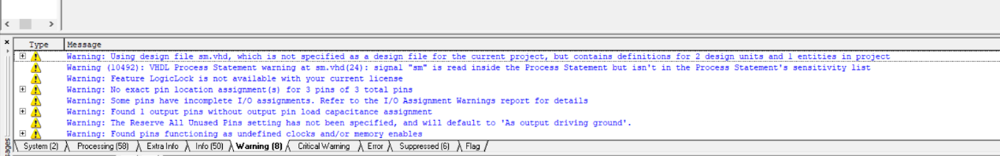 Type Message
Warning: Using design file sm.vhd, which is not specified as a design file for the current project, but contains definitions for 2 design units and 1 entities in project
Warning (10492): VHDL Process Statement warning at sm.vhd(24): signal "sm" is read inside the Process Statement but isn't in the Process Statement's sensitivity list
Warning: Feature LogicLock is not available with your current license
Warning: No exact pin location assignment(s) for 3 pins of 3 total pins
Warning: Some pins have incomplete I/O assignments. Refer to the I/O Assignment Warnings report for details
Warning: Found 1 output pins without output pin load capacitance assignment
Warning: The Reserve All Unused Pins setting has not been specified, and will default to 'As output driving ground'.
Warning: Found pins functioning as undefined clocks and/or memory enables
System (2) Processing (58) Extra Info Info (50) Warning (8) Critical Warning Error Suppressed (6) Flag